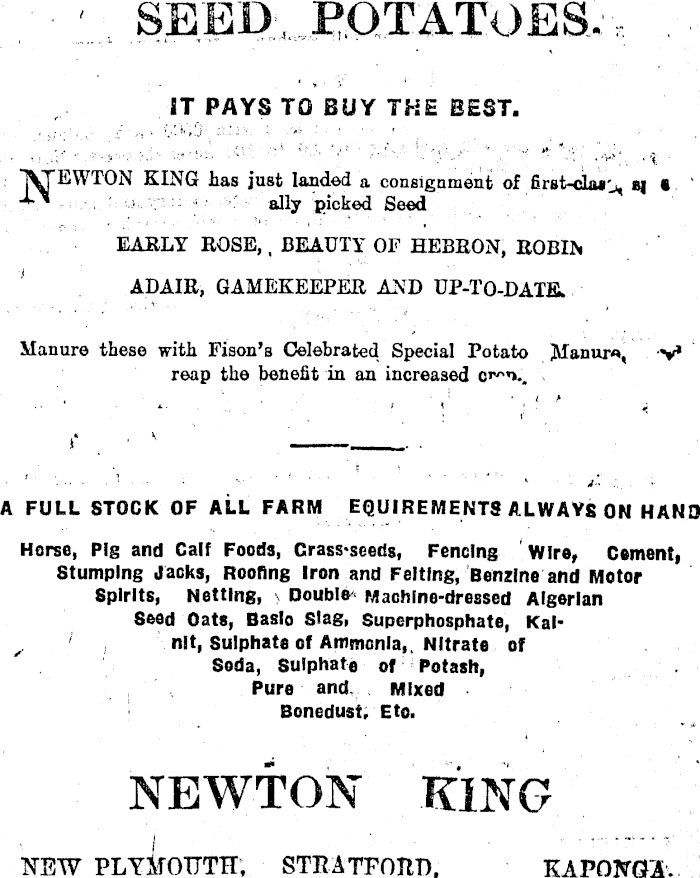 SEED POTATOES.
IT PAYS TO BUY THE BEST.
NEWTON KING has just landed a consignment of first-class,
ally picked Seed
EARLY ROSE, BEAUTY OF HEBRON, ROBIN
ADAIR, GAMEKEEPER AND UP-TO-DATE.
Manure these with Fison's Celebrated Special Potato Manure,
reap the benefit in an increased crop.
A FULL STOCK OF ALL FARM EQUIREMENTS ALWAYS ON HAND
Horse, Pig and Calf Foods, Grass-seeds, Fencing Wire, Cement,
Stumping Jacks, Roofing Iron and Felting, Benzine and Motor
Spirits, Netting, Double Machine-dressed Algerian
Seed Oats, Basic Slag, Superphosphate, Kai-
nit, Sulphate of Ammonia, Nitrate of
Soda, Sulphate of Potash,
Pure and Mixed
Bonedust, Etc.
NEWTON KING
NEW PLYMOUTH, STRATFORD, KAPONGA.